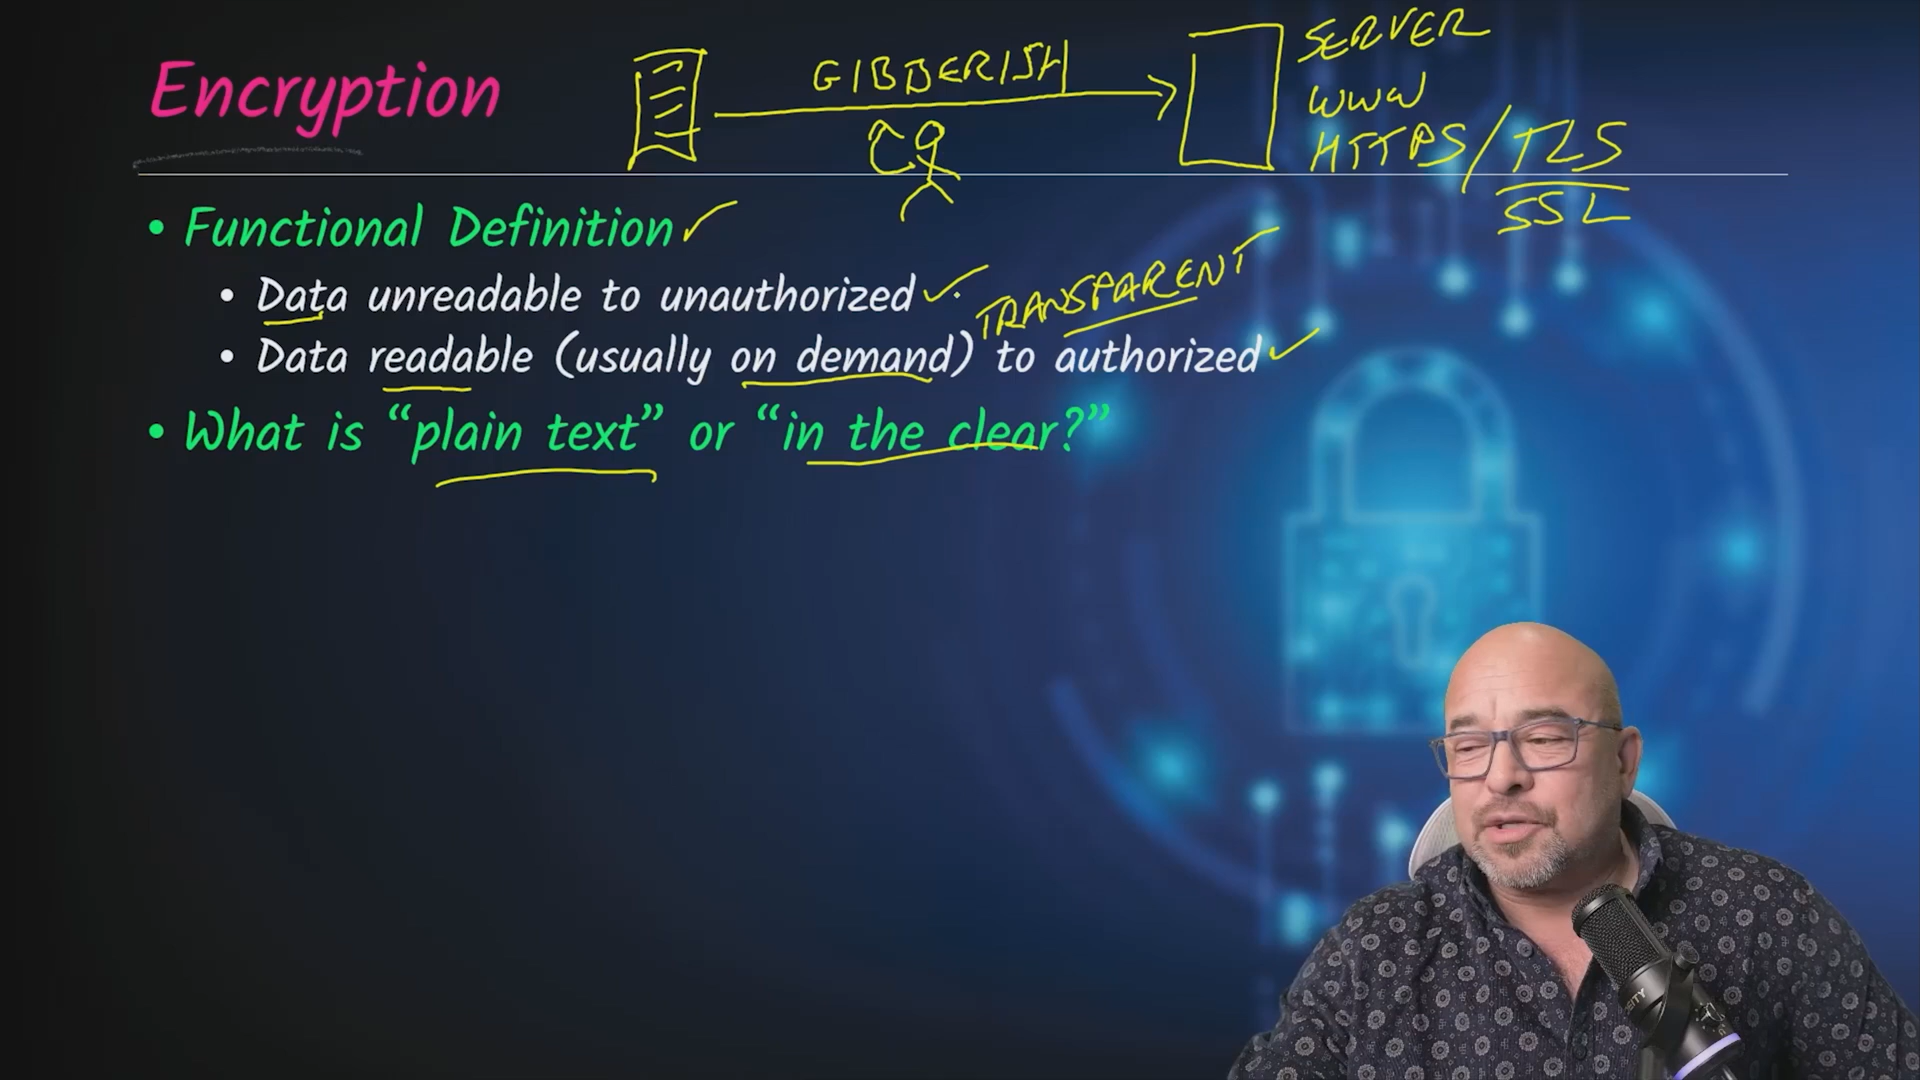 Encryption
GIBBERISH
SERVER
WWW
HTTPS/TLS
SSL
• Functional Definition
• Data unreadable to unauthorized
TRANSPARENT
• Data readable (usually on demand) to authorized
• What is “plain text” or “in the clear?”